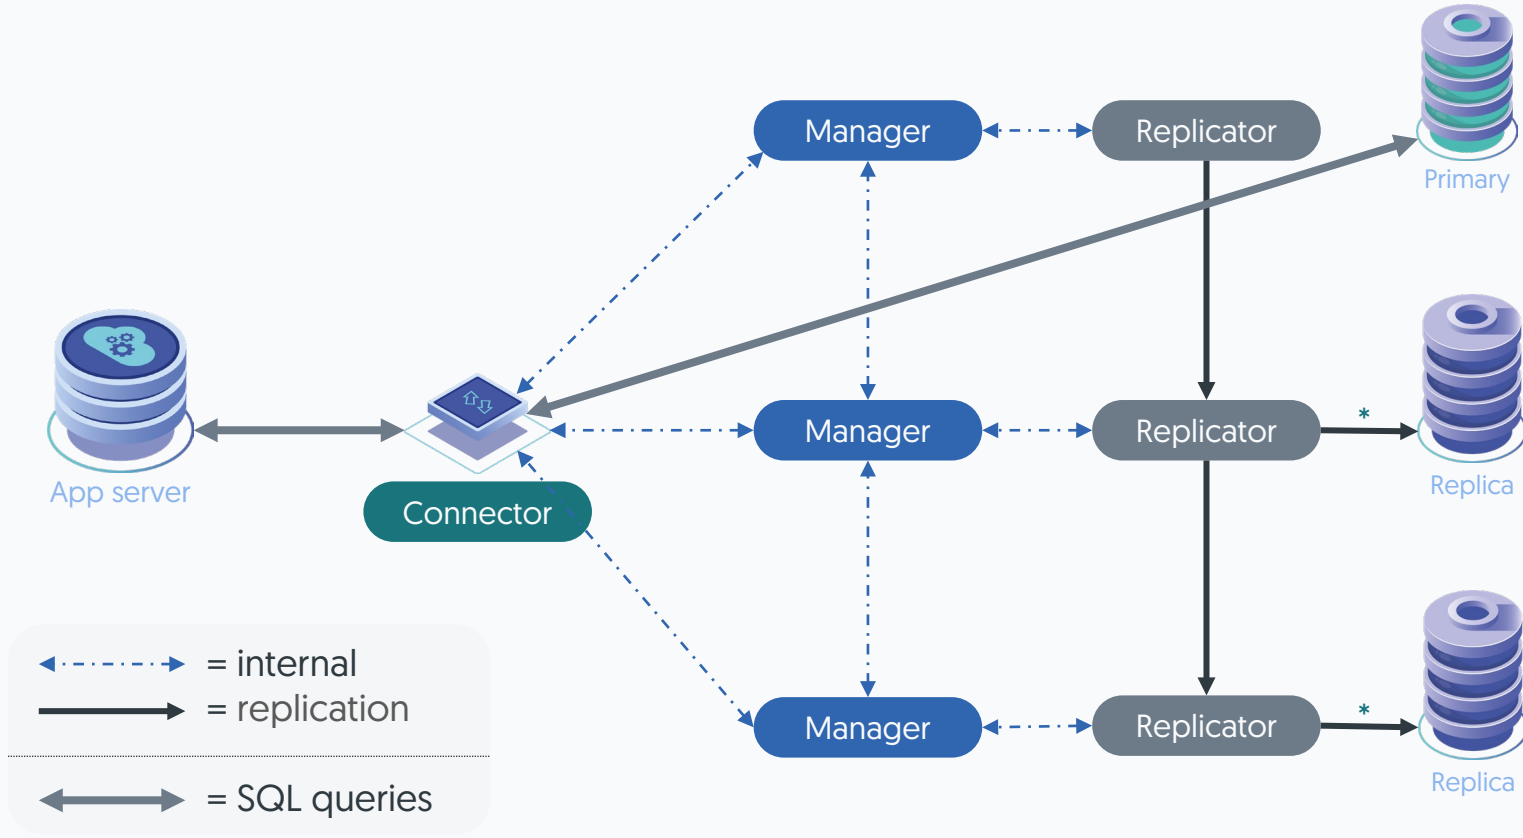 Manager
Replicator
Primary
App server
Connector
Manager
Replicator
*
Replica
Manager
Replicator
*
Replica
= internal
= replication
= SQL queries